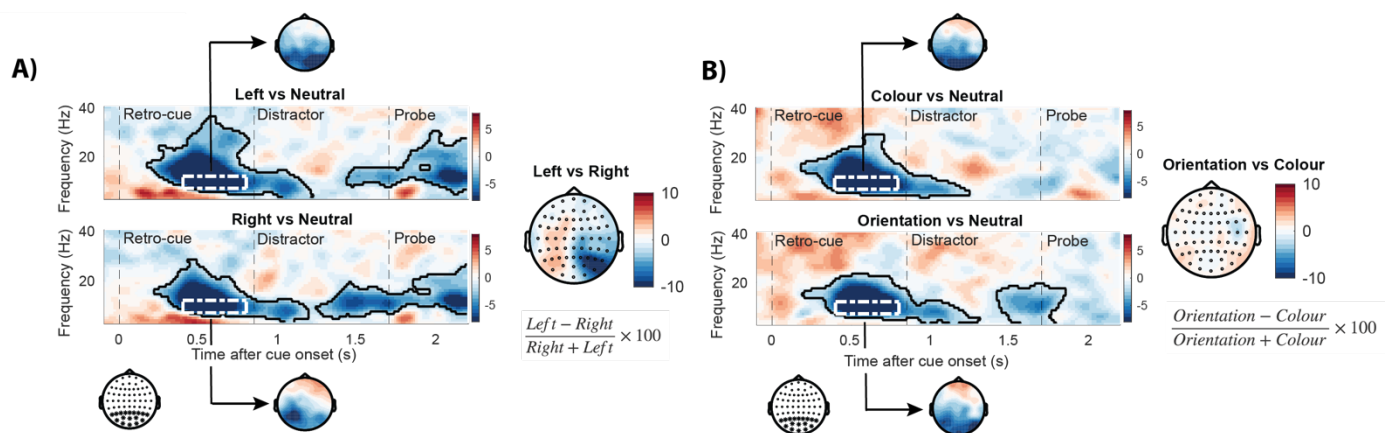 A)
Left vs Neutral
Frequency (Hz)
40
20
Retro-cue
Distractor
Probe
5
0
-5
Right vs Neutral
Frequency (Hz)
40
20
Retro-cue
Distractor
Probe
5
0
-5
0 0.5 1 1.5 2
Time after cue onset (s)
Left vs Right
10
0
-10
Left − Right
Right + Left
× 100
B)
Colour vs Neutral
Frequency (Hz)
40
20
Retro-cue
Distractor
Probe
5
0
-5
Orientation vs Neutral
Frequency (Hz)
40
20
Retro-cue
Distractor
Probe
5
0
-5
0 0.5 1 1.5 2
Time after cue onset (s)
Orientation vs Colour
10
0
-10
Orientation − Colour
Orientation + Colour
× 100